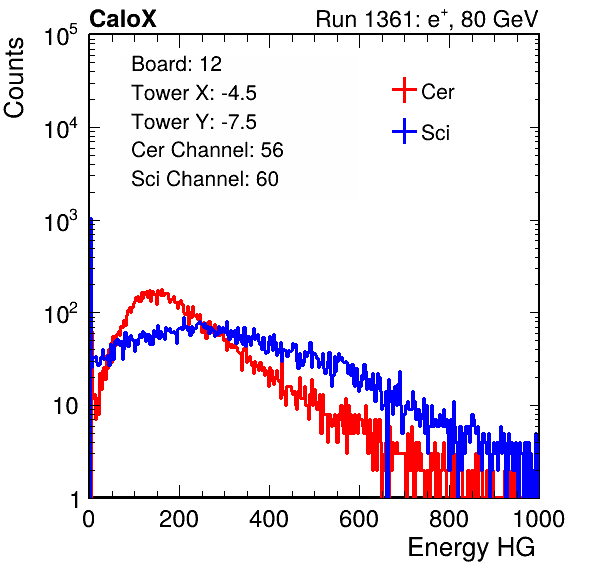 CaloX Run 1361: e⁺, 80 GeV
Counts
Board: 12
Tower X: -4.5
Tower Y: -7.5
Cer Channel: 56
Sci Channel: 60
Cer
Sci
10⁵
10⁴
10³
10²
10
1
0 200 400 600 800 1000
Energy HG